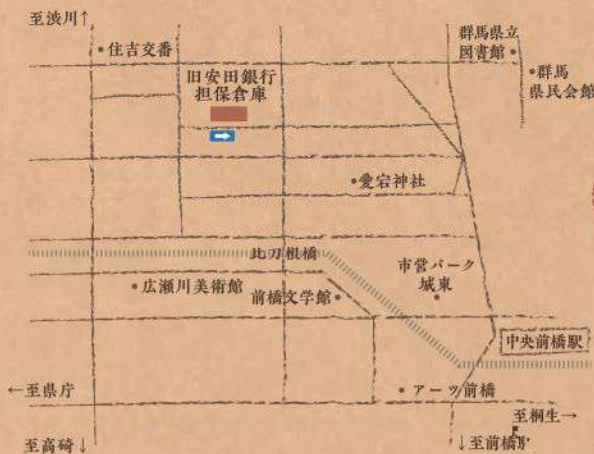 至渋川↑
・住吉交番
群馬県立
図書館・
・群馬
県民会館
旧安田銀行
担保倉庫
・愛宕神社
比刀根橋
市営パーク
城東
・広瀬川美術館
前橋文学館・
中央前橋駅
←至県庁
・アーツ前橋
至桐生→
至高崎↓
↓至前橋駅